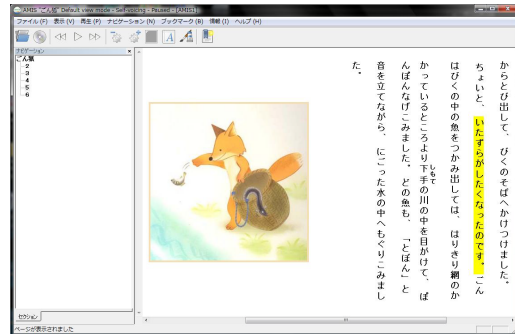 AMIS "ごん狐" Default view mode - Self-voicing - Paused - [AMIS1]
ファイル (F) 表示 (V) 再生 (P) ナビゲーション (N) ブックマーク (B) 情報 (I) ヘルプ (H)
ナビゲーション
ごん狐
2
3
4
5
6
からとび出して、びくのそばへかけつけました。
ちょいと、いたずらがしたくなったのです。ごん
はびくの中の魚をつかみ出しては、はりきり網のか
かっているところより下手の川の中を目がけて、ぽ
しもて
んぽんなげこみました。どの魚も、「とぼん」と
音を立てながら、にごった水の中へもぐりこみまし
た。
セクション
ページが表示されました